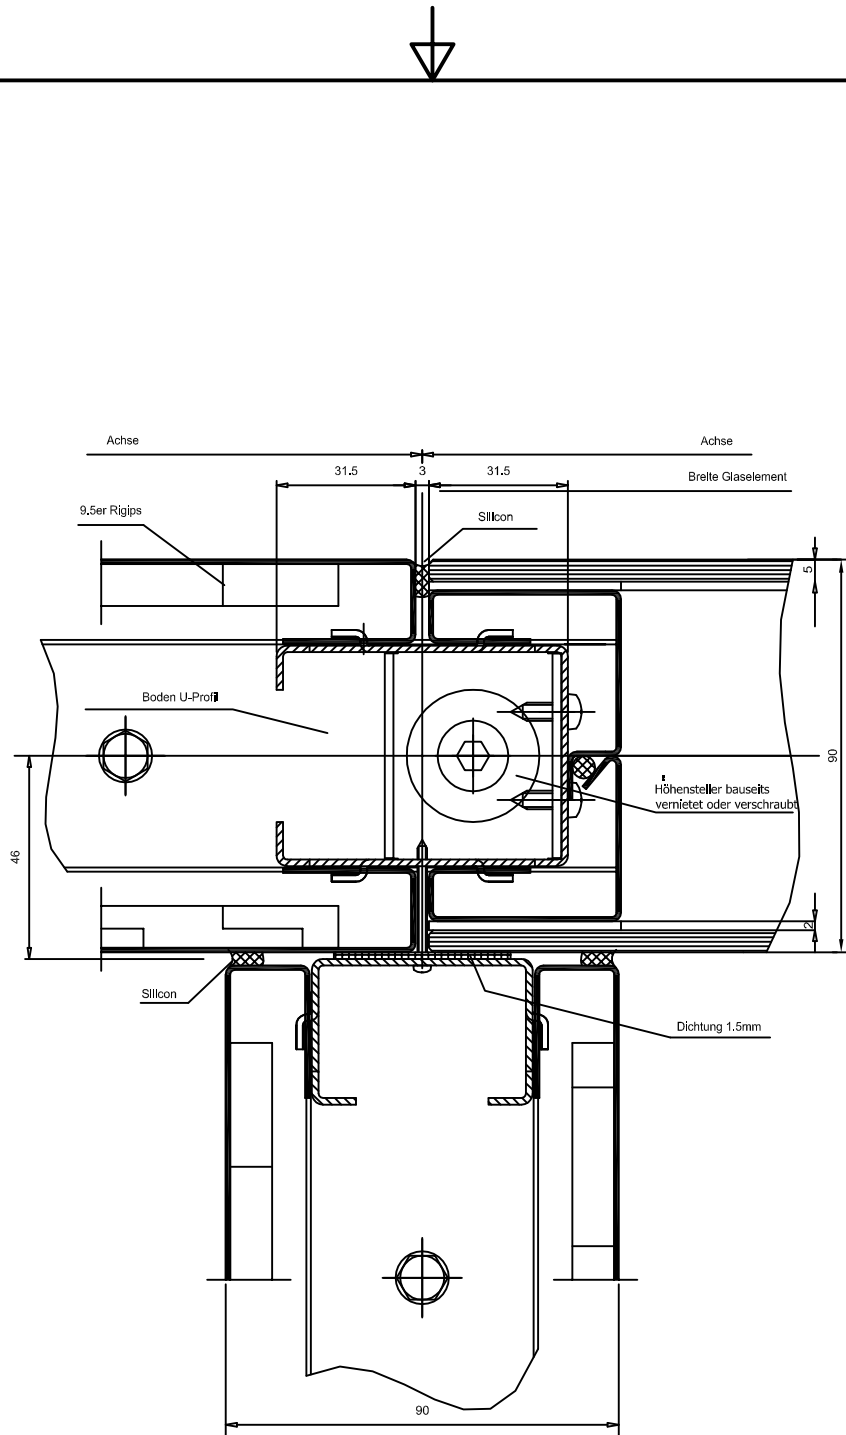 Achse
Achse
31.5
3
31.5
Breite Glaselement
9.5er Rigips
Silicon
5
Boden U-Profil
90
Höhensteller bauseits
vernietet oder verschraubt
46
2
Silicon
Dichtung 1.5mm
90